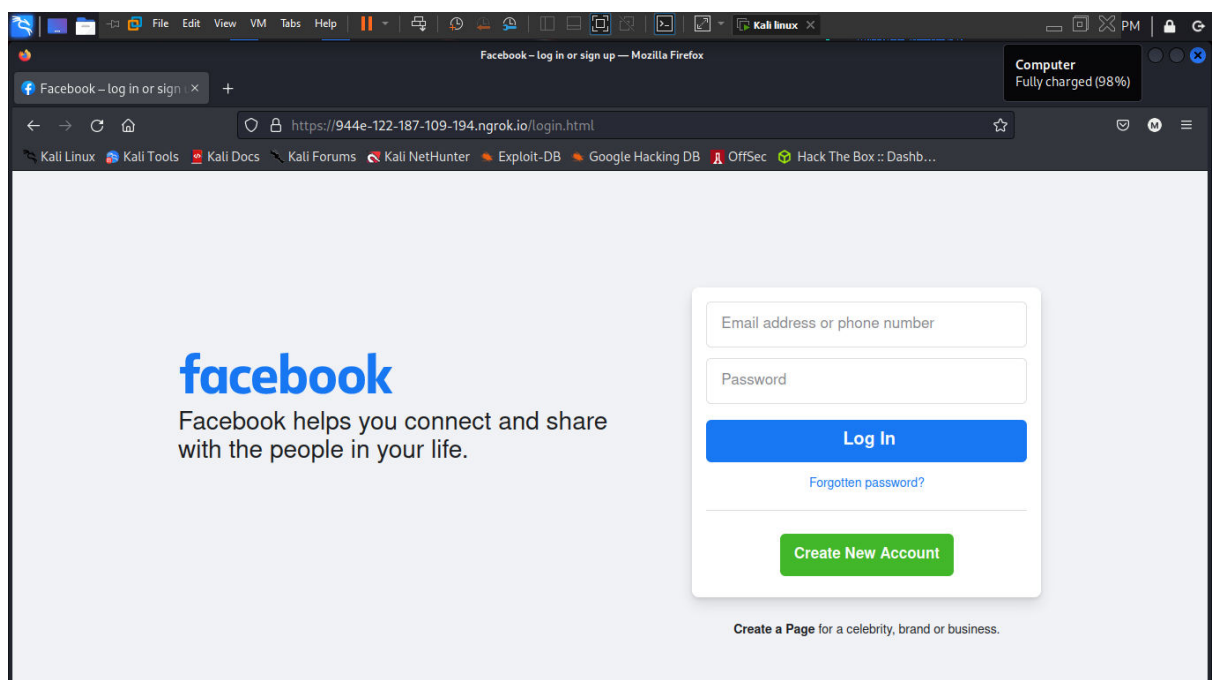 File Edit View VM Tabs Help Kali linux PM
Facebook – log in or sign up — Mozilla Firefox
Computer
Fully charged (98%)
Facebook – log in or sign
https://944e-122-187-109-194.ngrok.io/login.html
M
Kali Linux Kali Tools Kali Docs Kali Forums Kali NetHunter Exploit-DB Google Hacking DB OffSec Hack The Box :: Dashb...
Email address or phone number
facebook
Password
Facebook helps you connect and share
with the people in your life.
Log In
Forgotten password?
Create New Account
Create a Page for a celebrity, brand or business.